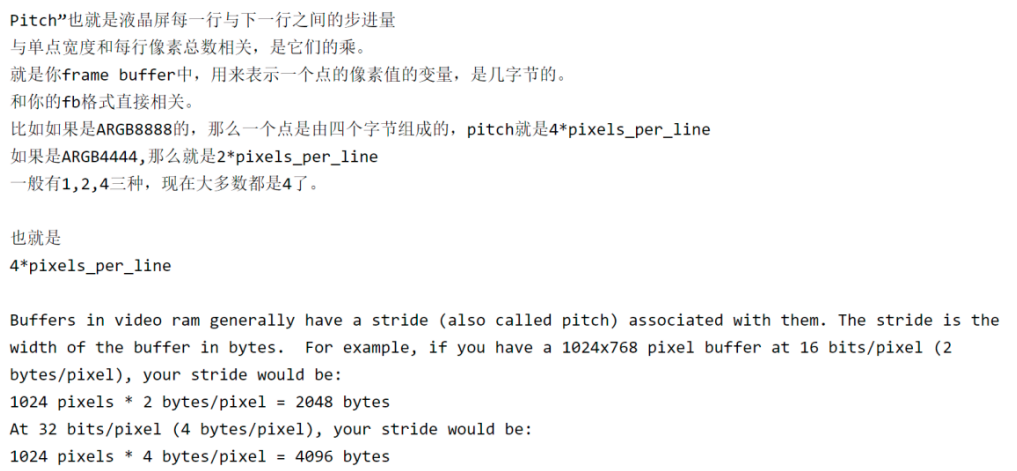 Pitch”也就是液晶屏每一行与下一行之间的步进量
与单点宽度和每行像素总数相关，是它们的乘。
就是你frame buffer中，用来表示一个点的像素值的变量，是几字节的。
和你的fb格式直接相关。
比如如果是ARGB8888的，那么一个点是由四个字节组成的，pitch就是4*pixels_per_line
如果是ARGB4444,那么就是2*pixels_per_line
一般有1,2,4三种，现在大多数都是4了。
也就是
4*pixels_per_line
Buffers in video ram generally have a stride (also called pitch) associated with them. The stride is the
width of the buffer in bytes.  For example, if you have a 1024x768 pixel buffer at 16 bits/pixel (2
bytes/pixel), your stride would be:
1024 pixels * 2 bytes/pixel = 2048 bytes
At 32 bits/pixel (4 bytes/pixel), your stride would be:
1024 pixels * 4 bytes/pixel = 4096 bytes